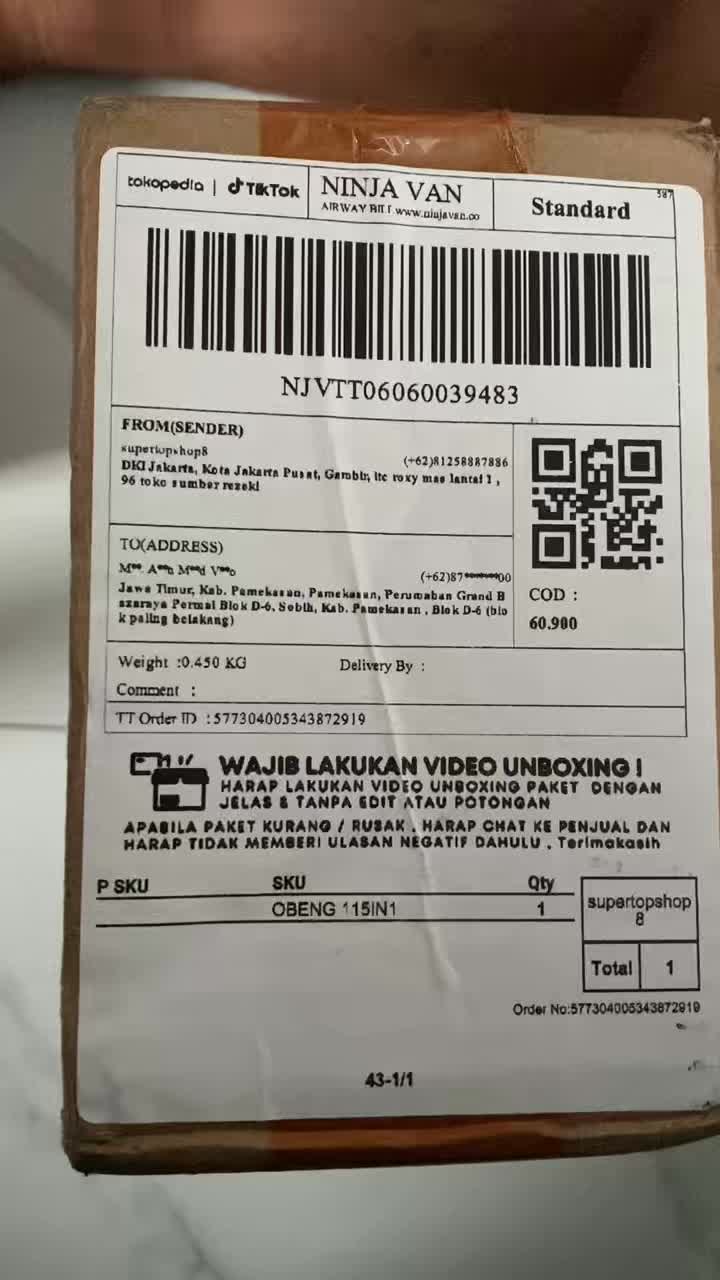 tokopedia | TikTok
NINJA VAN
AIRWAY BILL www.ninjavan.co
Standard
587
NJVTT06060039483
FROM(SENDER)
supertopshop8
(+62)81258887886
DKI Jakarta, Kota Jakarta Pusat, Gambir, itc roxy mas lantai 1 ,
96 toko sumber rezeki
TO(ADDRESS)
M**. A**n M**d V**o
(+62)87*******00
Jawa Timur, Kab. Pamekasan, Pamekasan, Perumahan Grand B
azaraya Permai Blok D-6, Sobih, Kab. Pamekasan , Blok D-6 (blo
k paling belakang)
COD :
60.900
Weight :0.450 KG
Delivery By :
Comment :
TT Order ID :577304005343872919
WAJIB LAKUKAN VIDEO UNBOXING !
HARAP LAKUKAN VIDEO UNBOXING PAKET DENGAN
JELAS & TANPA EDIT ATAU POTONGAN
APABILA PAKET KURANG / RUSAK , HARAP CHAT KE PENJUAL DAN
HARAP TIDAK MEMBERI ULASAN NEGATIF DAHULU , Terimakasih
P SKU SKU Qty
OBENG 115IN1 1
supertopshop
8
Total 1
Order No:577304005343872919
43-1/1